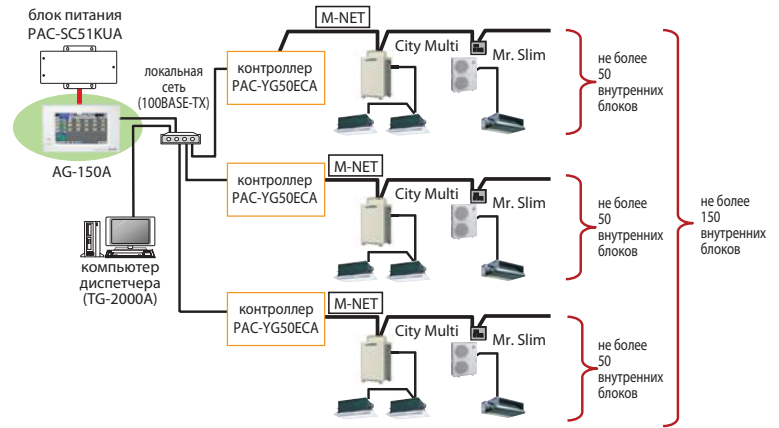 блок питания
PAC-SC51KUA
AG-150A
локальная
сеть
(100BASE-TX)
компьютер
диспетчера
(TG-2000A)
контроллер
PAC-YG50ECA
M-NET
City Multi
Mr. Slim
не более
50
внутренних
блоков
контроллер
PAC-YG50ECA
M-NET
City Multi
Mr. Slim
не более
50
внутренних
блоков
контроллер
PAC-YG50ECA
M-NET
City Multi
Mr. Slim
не более
50
внутренних
блоков
не более
150
внутренних
блоков